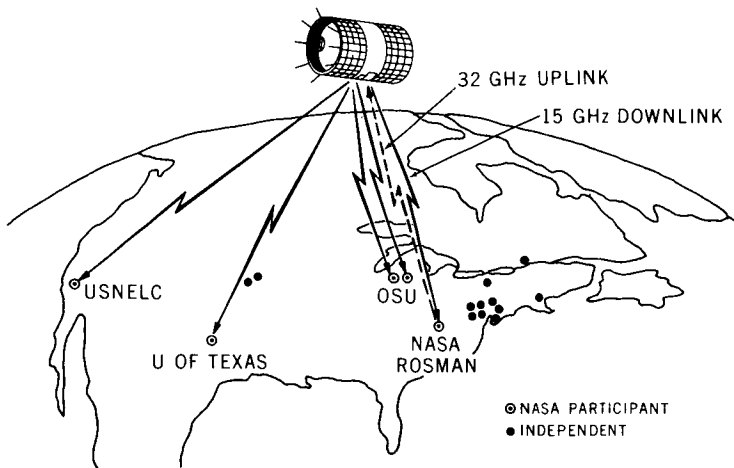 32 GHz UPLINK
15 GHz DOWNLINK
USNELC
OSU
U OF TEXAS
NASA
ROSMAN
NASA PARTICIPANT
INDEPENDENT